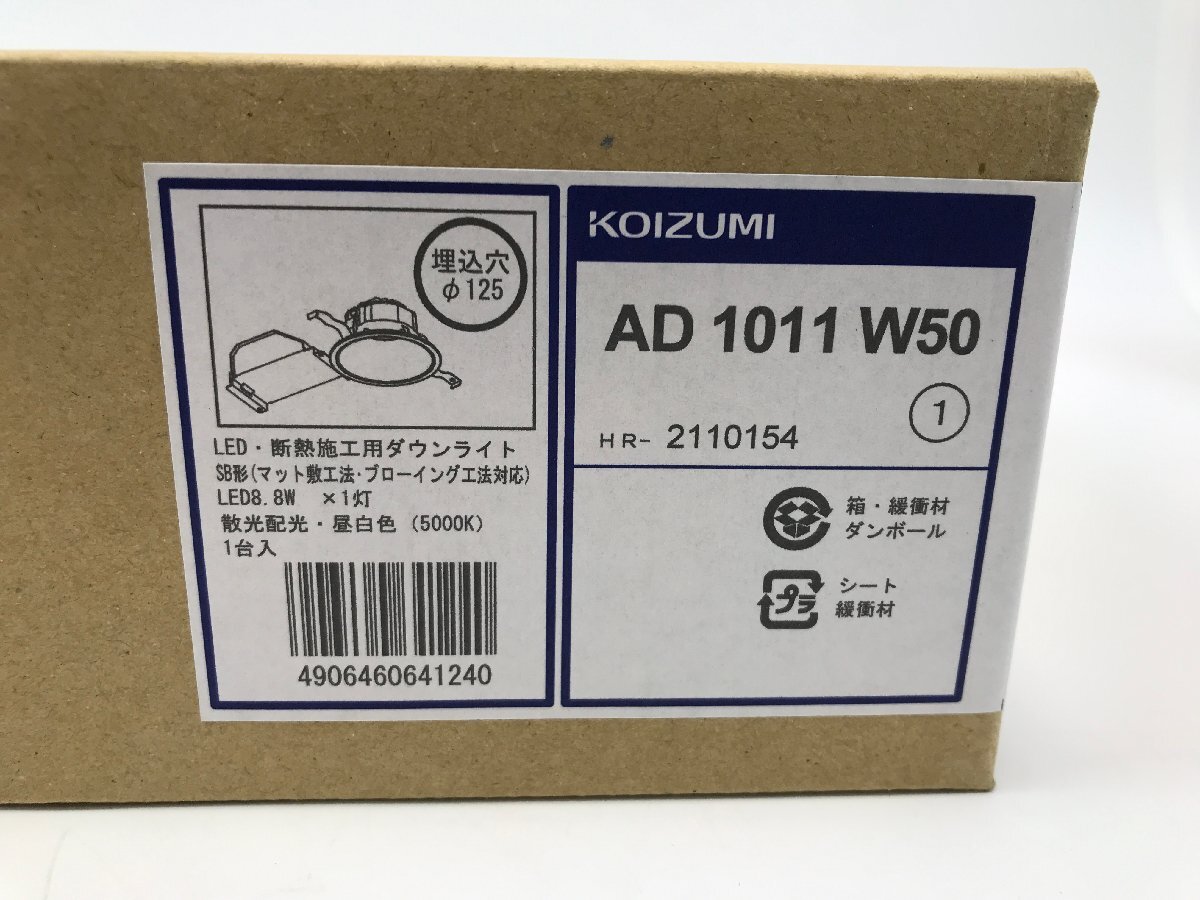 埋込穴
φ125
LED・断熱施工用ダウンライト
SB形(マット敷工法・ブローイング工法対応)
LED8.8W ×1灯
散光配光・昼白色 (5000K)
1台入
4906460641240
KOIZUMI
AD 1011 W50
1
HR- 2110154
箱・緩衝材
ダンボール
プラ
シート
緩衝材